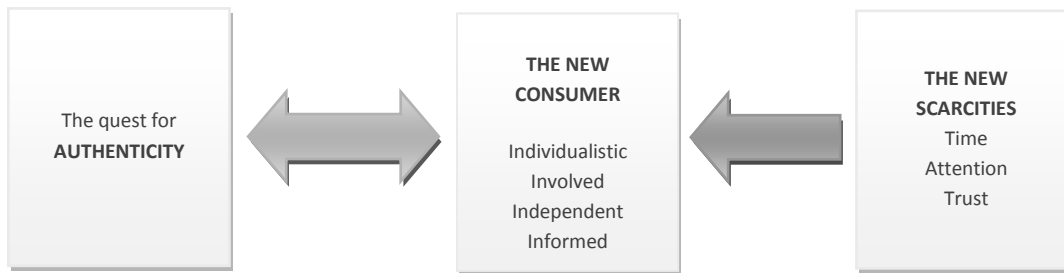 The quest for
AUTHENTICITY
THE NEW
CONSUMER
Individualistic
Involved
Independent
Informed
THE NEW
SCARCITIES
Time
Attention
Trust